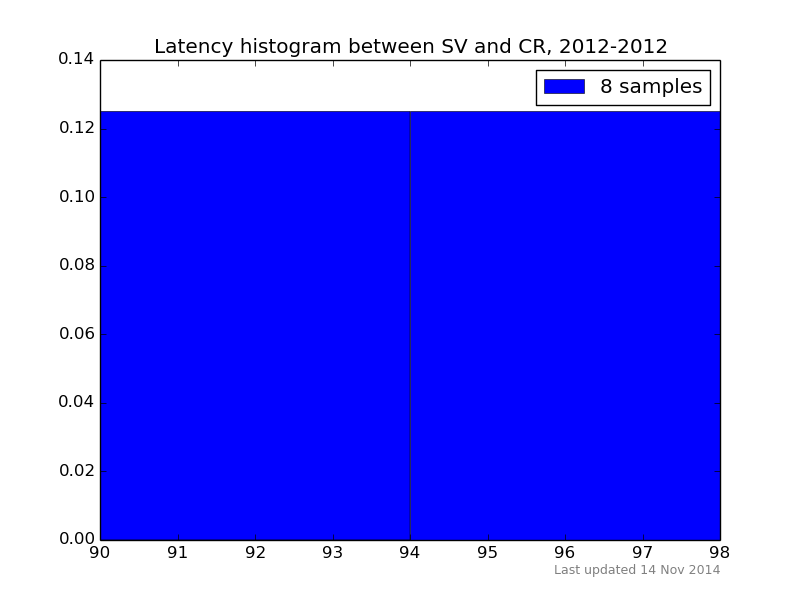 Latency histogram between SV and CR, 2012-2012
0.14
8 samples
0.12
0.10
0.08
0.06
0.04
0.02
0.00
90 91 92 93 94 95 96 97 98
Last updated 14 Nov 2014